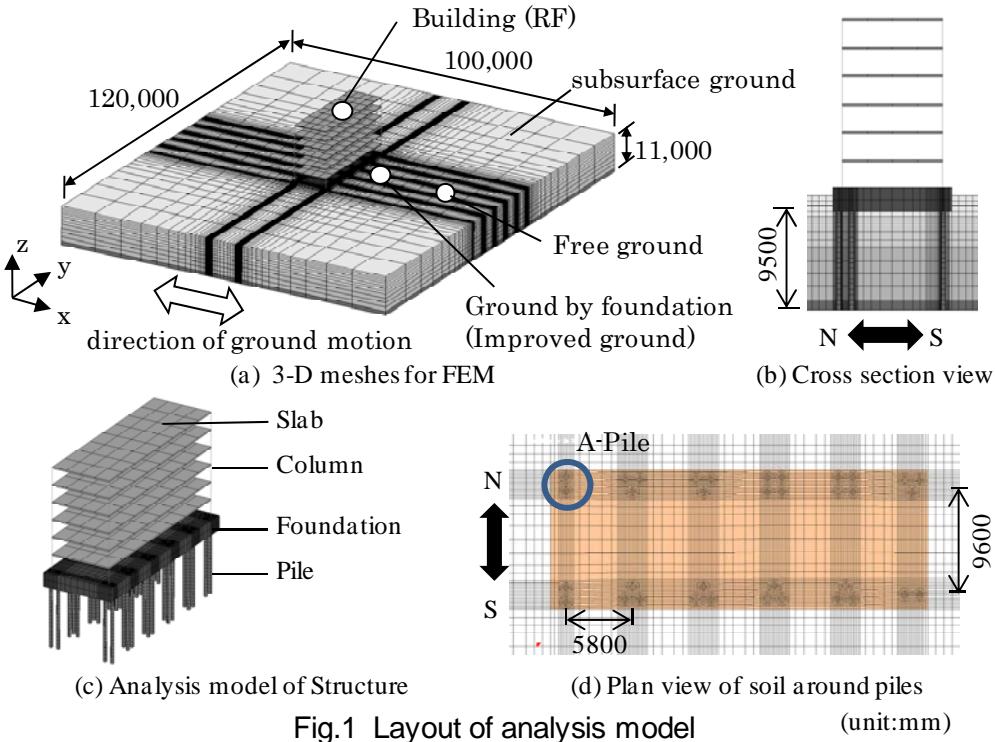 Building (RF)
100,000
subsurface ground
120,000
11,000
Free ground
Ground by foundation
(Improved ground)
z
y
x
direction of ground motion
(a) 3-D meshes for FEM
9500
N S
(b) Cross section view
Slab
Column
Foundation
Pile
(c) Analysis model of Structure
A-Pile
N
S
9600
5800
(d) Plan view of soil around piles
Fig.1 Layout of analysis model
(unit:mm)